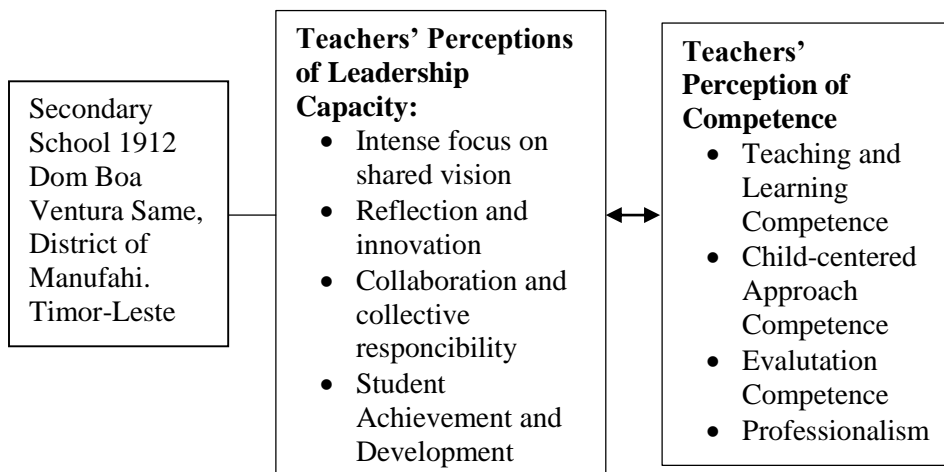 Secondary
School 1912
Dom Boa
Ventura Same,
District of
Manufahi.
Timor-Leste
Teachers’ Perceptions
of Leadership
Capacity:
• Intense focus on
shared vision
• Reflection and
innovation
• Collaboration and
collective
responcibility
• Student
Achievement and
Development
Teachers’
Perception of
Competence
• Teaching and
Learning
Competence
• Child-centered
Approach
Competence
• Evalutation
Competence
• Professionalism